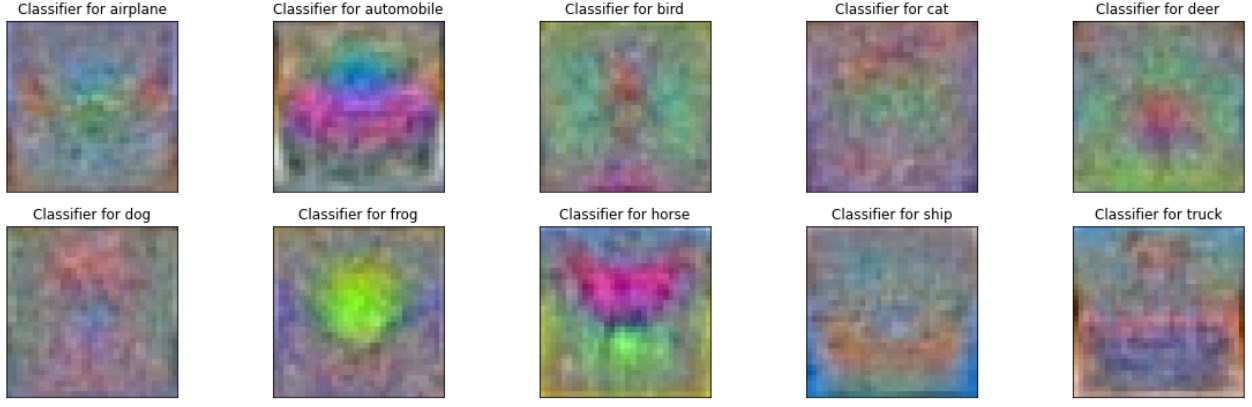 Classifier for airplane
Classifier for automobile
Classifier for bird
Classifier for cat
Classifier for deer
Classifier for dog
Classifier for frog
Classifier for horse
Classifier for ship
Classifier for truck